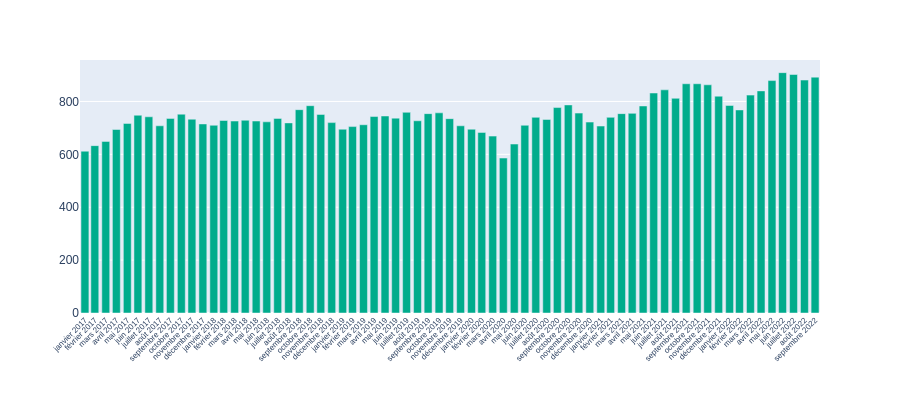 800
600
400
200
0
janvier 2017
février 2017
mars 2017
avril 2017
mai 2017
juin 2017
juillet 2017
août 2017
septembre 2017
octobre 2017
novembre 2017
décembre 2017
janvier 2018
février 2018
mars 2018
avril 2018
mai 2018
juin 2018
juillet 2018
août 2018
septembre 2018
octobre 2018
novembre 2018
décembre 2018
janvier 2019
février 2019
mars 2019
avril 2019
mai 2019
juin 2019
juillet 2019
août 2019
septembre 2019
octobre 2019
novembre 2019
décembre 2019
janvier 2020
février 2020
mars 2020
avril 2020
mai 2020
juin 2020
juillet 2020
août 2020
septembre 2020
octobre 2020
novembre 2020
décembre 2020
janvier 2021
février 2021
mars 2021
avril 2021
mai 2021
juin 2021
juillet 2021
août 2021
septembre 2021
octobre 2021
novembre 2021
décembre 2021
janvier 2022
février 2022
mars 2022
avril 2022
mai 2022
juin 2022
juillet 2022
août 2022
septembre 2022